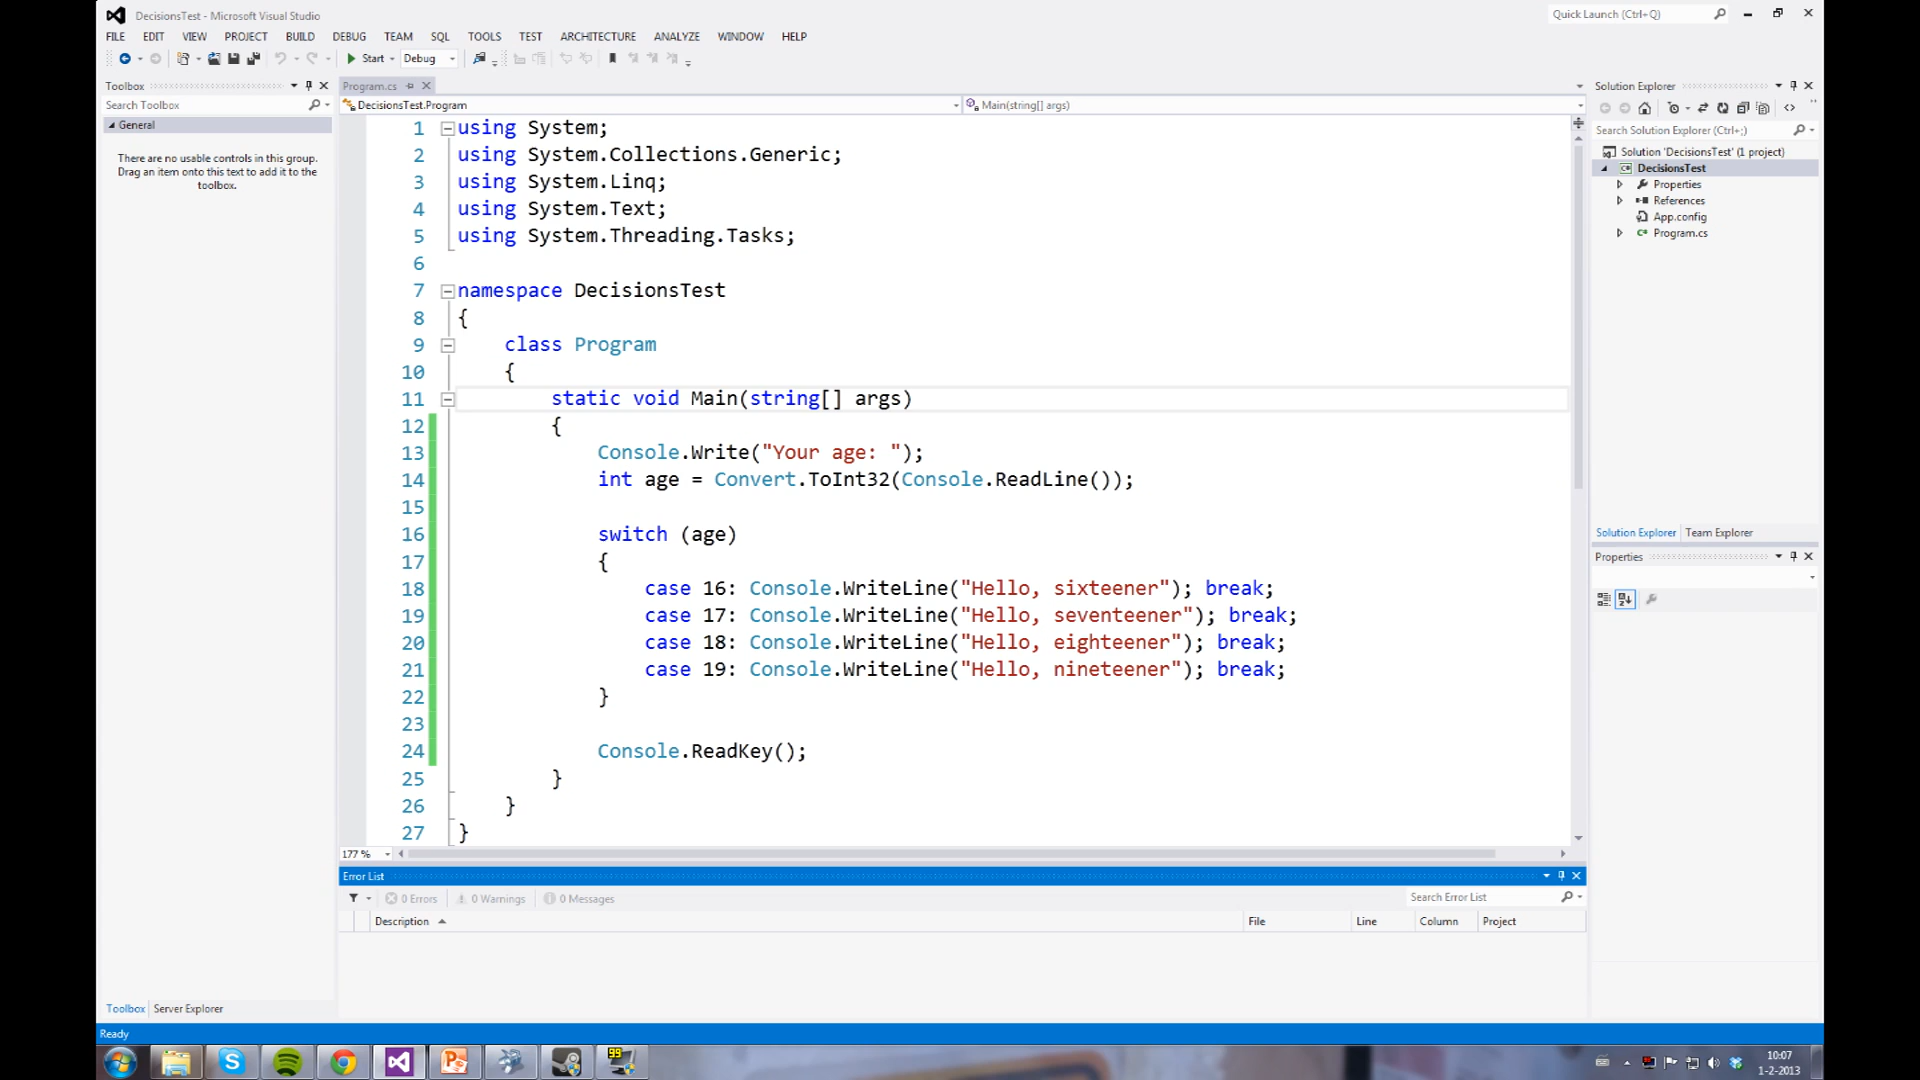 DecisionsTest - Microsoft Visual Studio
Quick Launch (Ctrl+Q)
FILE EDIT VIEW PROJECT BUILD DEBUG TEAM SQL TOOLS TEST ARCHITECTURE ANALYZE WINDOW HELP
Start Debug
Toolbox
Search Toolbox
General
There are no usable controls in this group.
Drag an item onto this text to add it to the
toolbox.
Toolbox Server Explorer
Program.cs
DecisionsTest.Program
Main(string[] args)
1 using System;
2 using System.Collections.Generic;
3 using System.Linq;
4 using System.Text;
5 using System.Threading.Tasks;
6
7 namespace DecisionsTest
8 {
9 class Program
10 {
11 static void Main(string[] args)
12 {
13 Console.Write("Your age: ");
14 int age = Convert.ToInt32(Console.ReadLine());
15
16 switch (age)
17 {
18 case 16: Console.WriteLine("Hello, sixteener"); break;
19 case 17: Console.WriteLine("Hello, seventeener"); break;
20 case 18: Console.WriteLine("Hello, eighteener"); break;
21 case 19: Console.WriteLine("Hello, nineteener"); break;
22 }
23
24 Console.ReadKey();
25 }
26 }
27 }
177 %
Error List
0 Errors 0 Warnings 0 Messages
Search Error List
Description File Line Column Project
Solution Explorer
Search Solution Explorer (Ctrl+;)
Solution 'DecisionsTest' (1 project)
DecisionsTest
Properties
References
App.config
Program.cs
Solution Explorer Team Explorer
Properties
Ready
99
10:07
1-2-2013